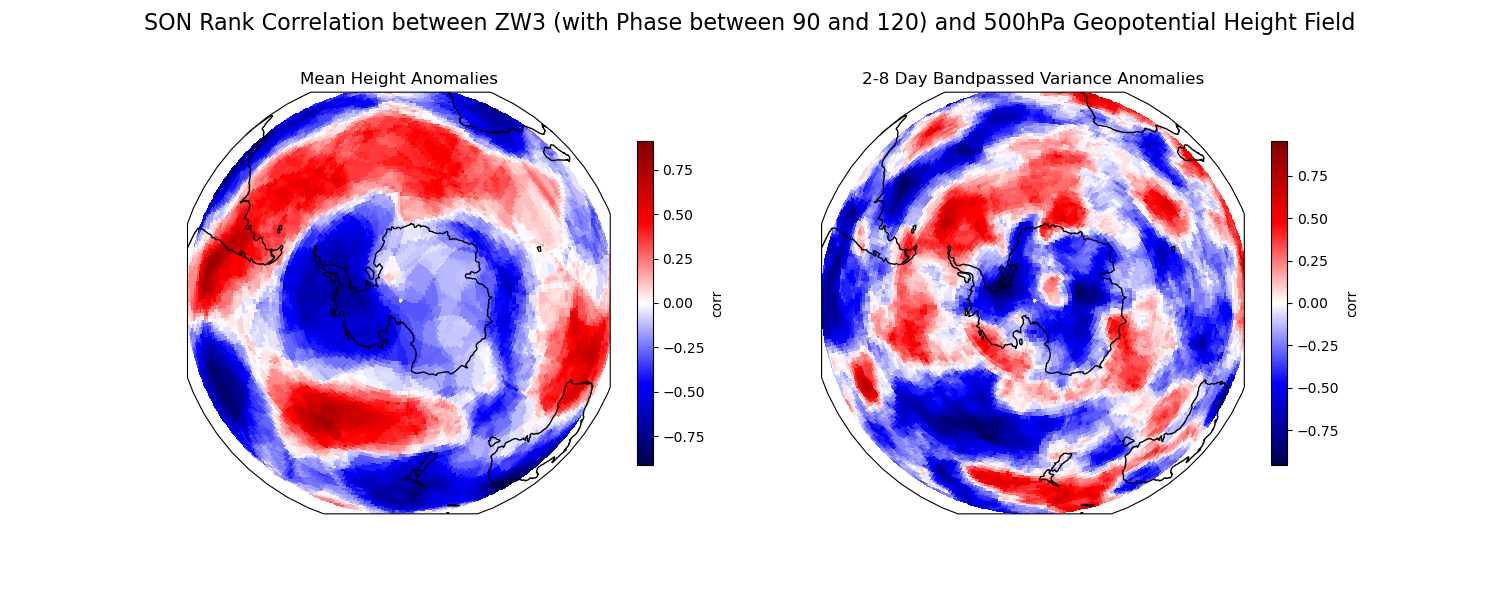 SON Rank Correlation between ZW3 (with Phase between 90 and 120) and 500hPa Geopotential Height Field
Mean Height Anomalies
0.75
0.50
0.25
0.00
−0.25
−0.50
−0.75
corr
2-8 Day Bandpassed Variance Anomalies
0.75
0.50
0.25
0.00
−0.25
−0.50
−0.75
corr